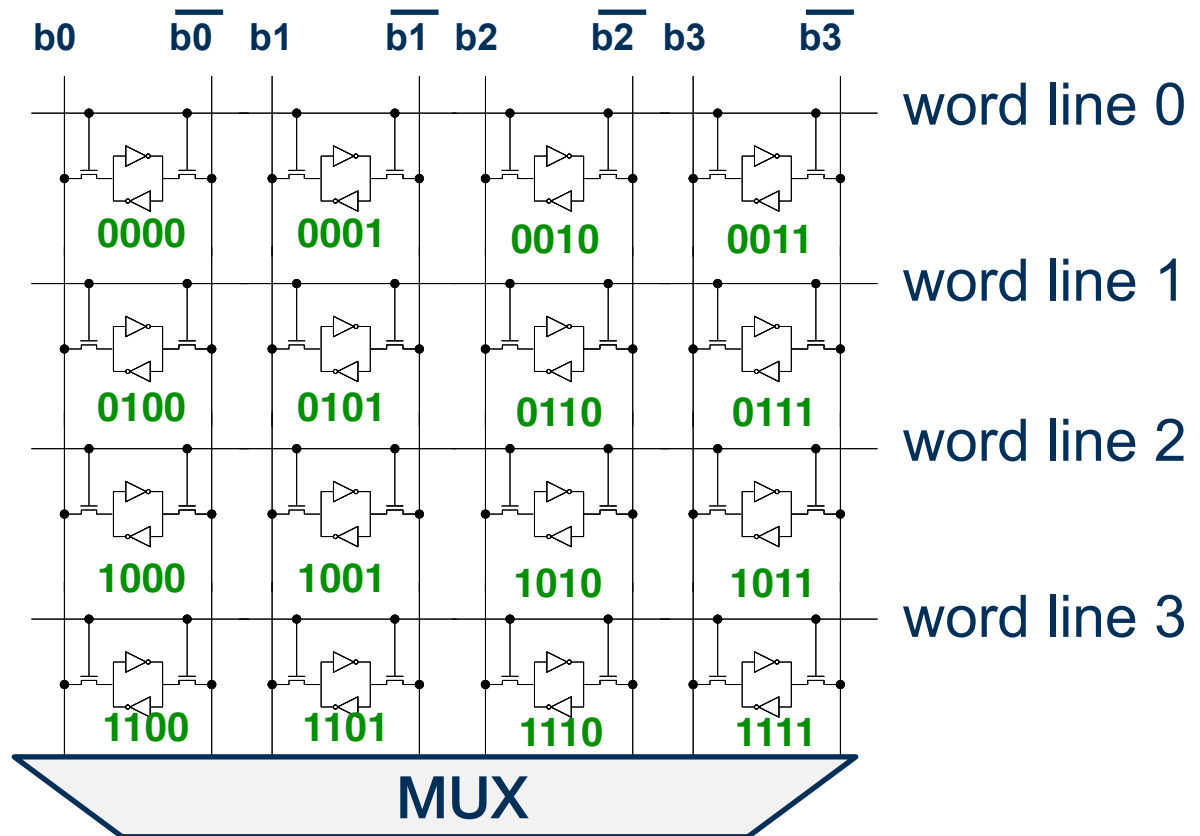 b0 b0 b1 b1 b2 b2 b3 b3
word line 0
0000 0001 0010 0011
word line 1
0100 0101 0110 0111
word line 2
1000 1001 1010 1011
word line 3
1100 1101 1110 1111
MUX